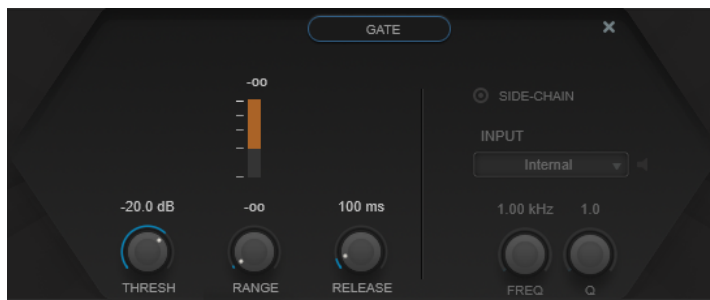 GATE
×
-oo
SIDE-CHAIN
INPUT
Internal
-20.0 dB -oo 100 ms 1.00 kHz 1.0
THRESH RANGE RELEASE FREQ Q